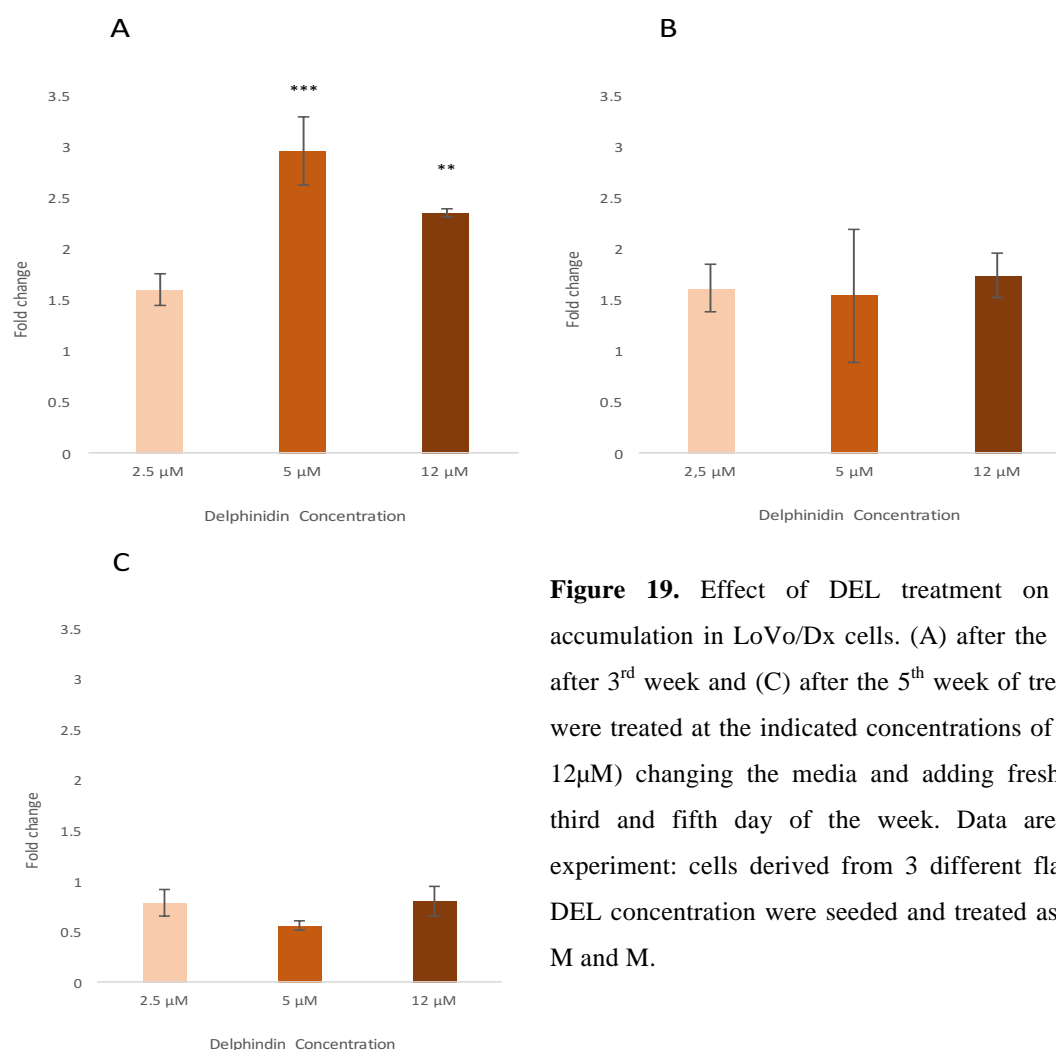 A
3.5
3
2.5
2
1.5
1
0.5
0
Fold change
***
**
2.5 µM 5 µM 12 µM
Delphinidin Concentration
B
3.5
3
2.5
2
1.5
1
0.5
0
Fold change
2,5 µM 5 µM 12 µM
Delphinidin Concentration
C
3.5
3
2.5
2
1.5
1
0.5
0
Fold change
2.5 µM 5 µM 12 µM
Delphindin Concentration
Figure 19. Effect of DEL treatment on
accumulation in LoVo/Dx cells. (A) after the
after 3rd week and (C) after the 5th week of tre
were treated at the indicated concentrations of
12µM) changing the media and adding fresh
third and fifth day of the week. Data are
experiment: cells derived from 3 different fla
DEL concentration were seeded and treated as
M and M.